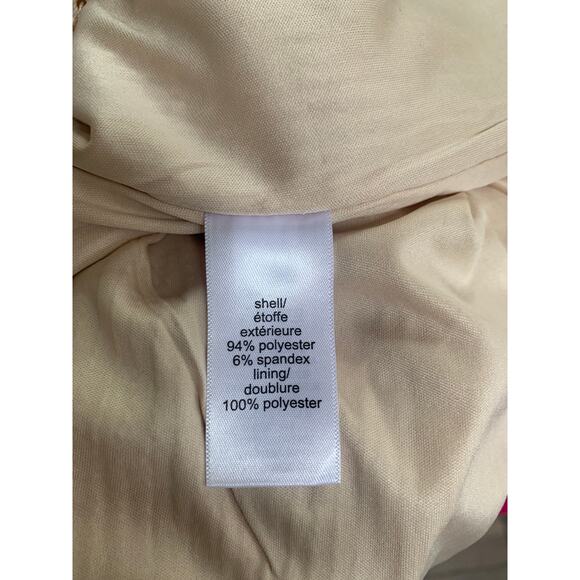 shell/
étoffe
extérieure
94% polyester
6% spandex
lining/
doublure
100% polyester